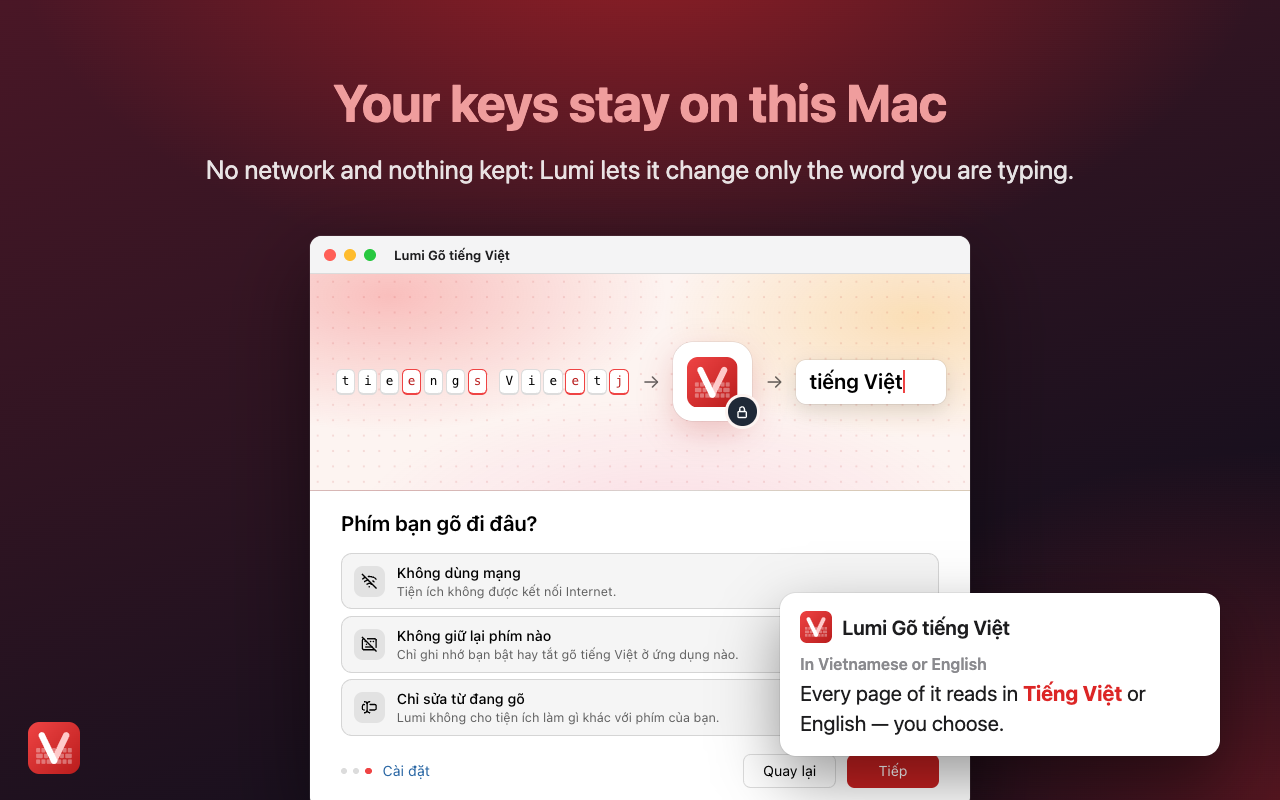 Your keys stay on this Mac
No network and nothing kept: Lumi lets it change only the word you are typing.
Lumi Gõ tiếng Việt
t i e e n g s V i e e t j → → tiếng Việt
Phím bạn gõ đi đâu?
Không dùng mạng
Tiện ích không được kết nối Internet.
Không giữ lại phím nào
Chỉ ghi nhớ bạn bật hay tắt gõ tiếng Việt ở ứng dụng nào.
Chỉ sửa từ đang gõ
Lumi không cho tiện ích làm gì khác với phím của bạn.
Lumi Gõ tiếng Việt
In Vietnamese or English
Every page of it reads in Tiếng Việt or
English — you choose.
Cài đặt
Quay lại
Tiếp